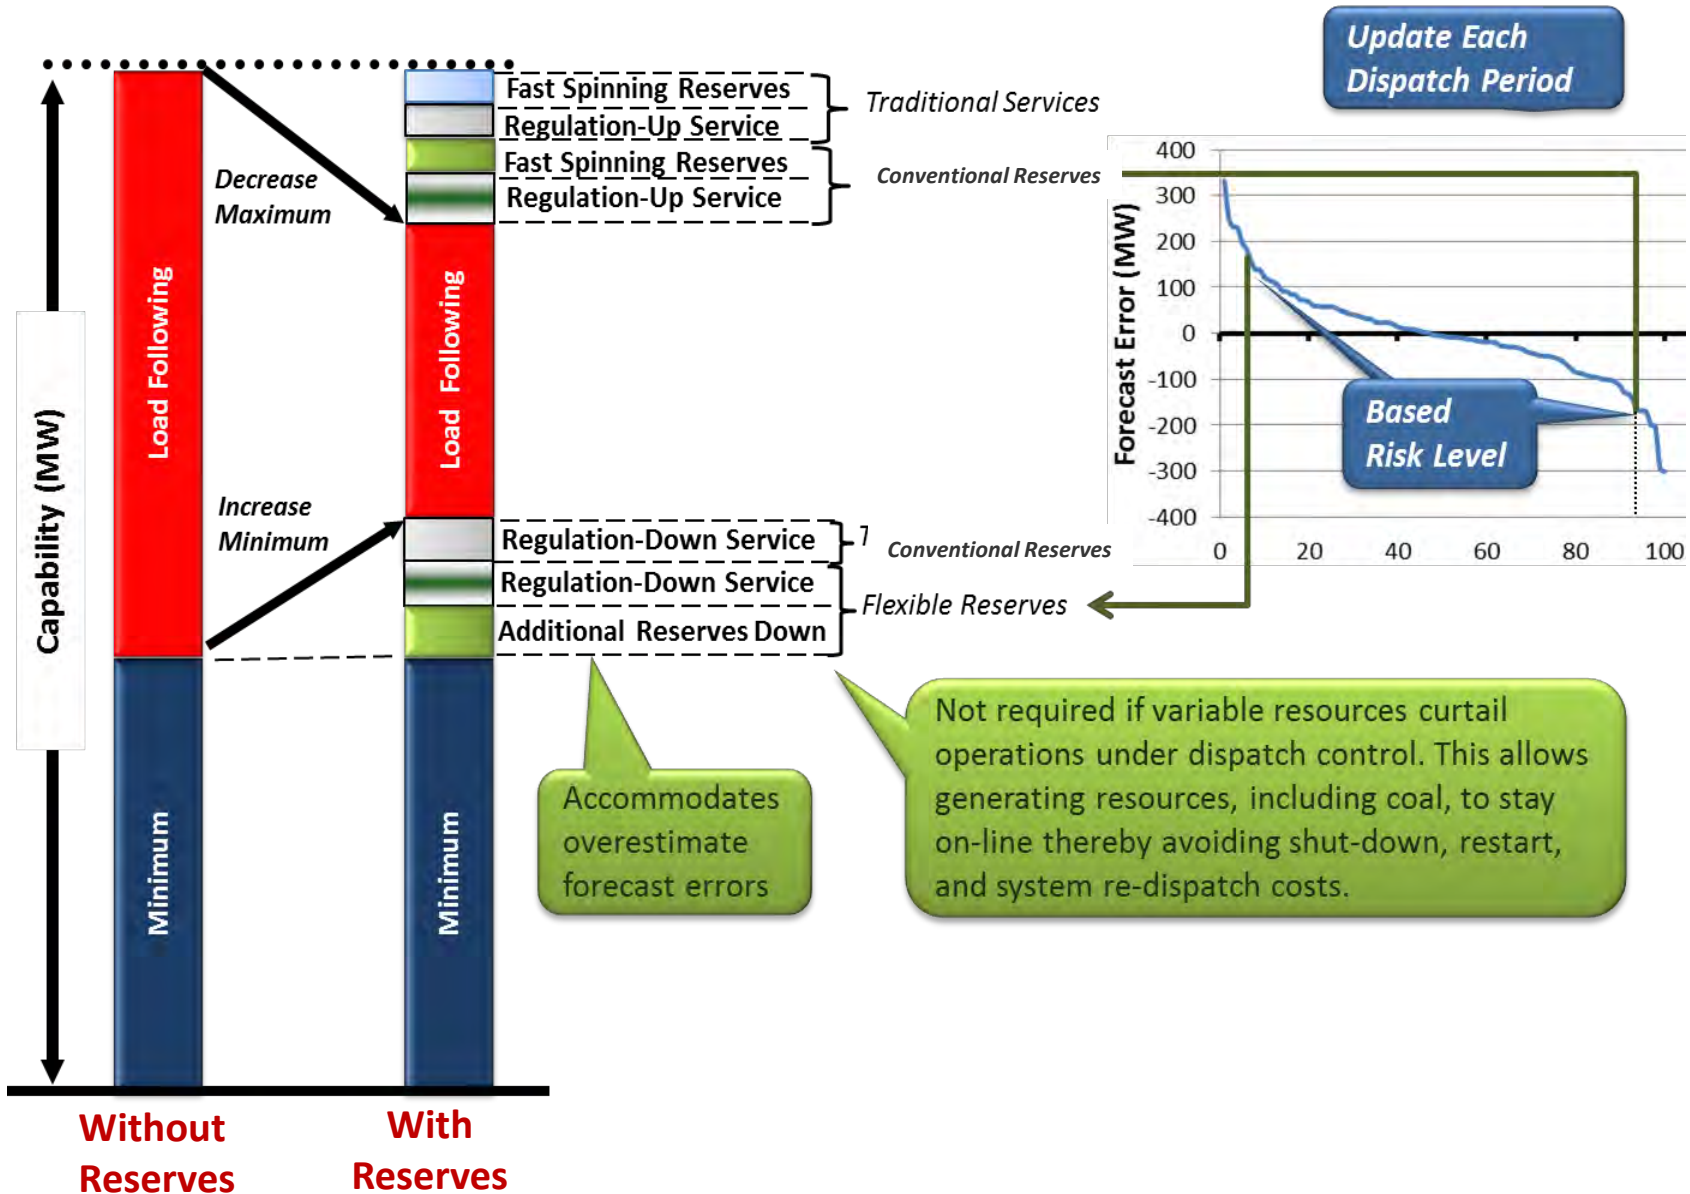 Update Each
Dispatch Period
Fast Spinning Reserves
Regulation-Up Service
Traditional Services
Fast Spinning Reserves
Regulation-Up Service
Conventional Reserves
Decrease
Maximum
Load Following
Load Following
Capability (MW)
Increase
Minimum
Regulation-Down Service
Conventional Reserves
Regulation-Down Service
Additional Reserves Down
Flexible Reserves
Minimum
Minimum
Forecast Error (MW)
400
300
200
100
0
-100
-200
-300
-400
0 20 40 60 80 100
Based
Risk Level
Accommodates
overestimate
forecast errors
Not required if variable resources curtail
operations under dispatch control. This allows
generating resources, including coal, to stay
on-line thereby avoiding shut-down, restart,
and system re-dispatch costs.
Without
Reserves
With
Reserves